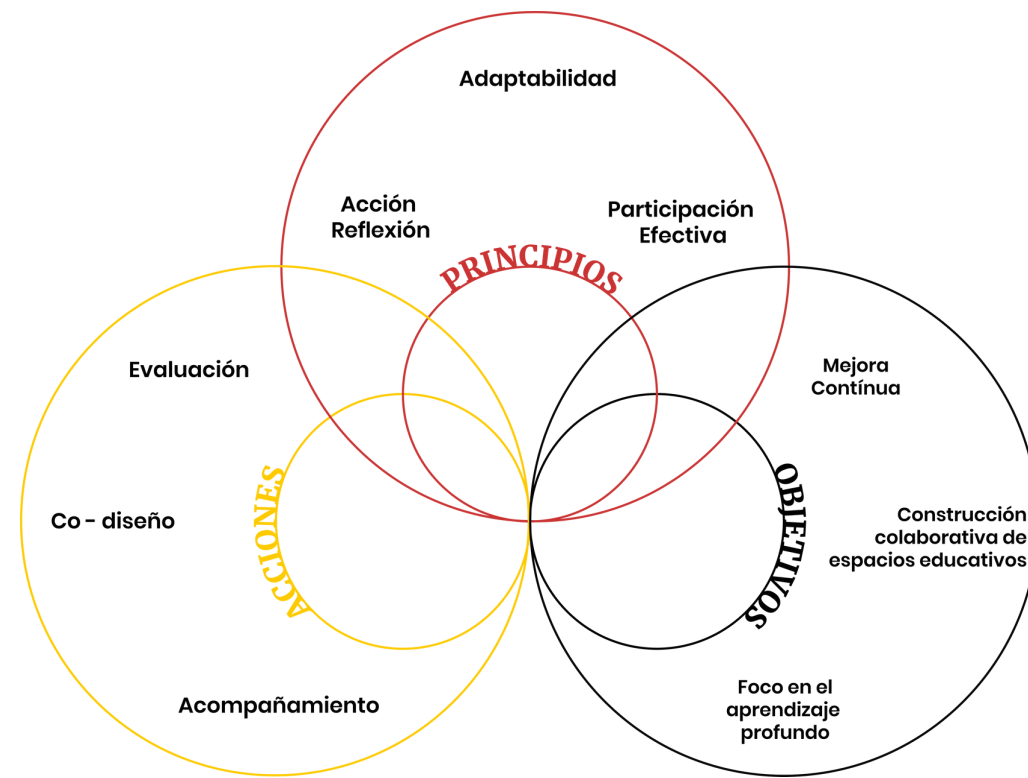 Adaptabilidad
Acción
Reflexión
Participación
Efectiva
PRINCIPIOS
Evaluación
Co - diseño
Acompañamiento
ACCIONES
Mejora
Contínua
Construcción
colaborativa de
espacios educativos
Foco en el
aprendizaje
profundo
OBJETIVOS